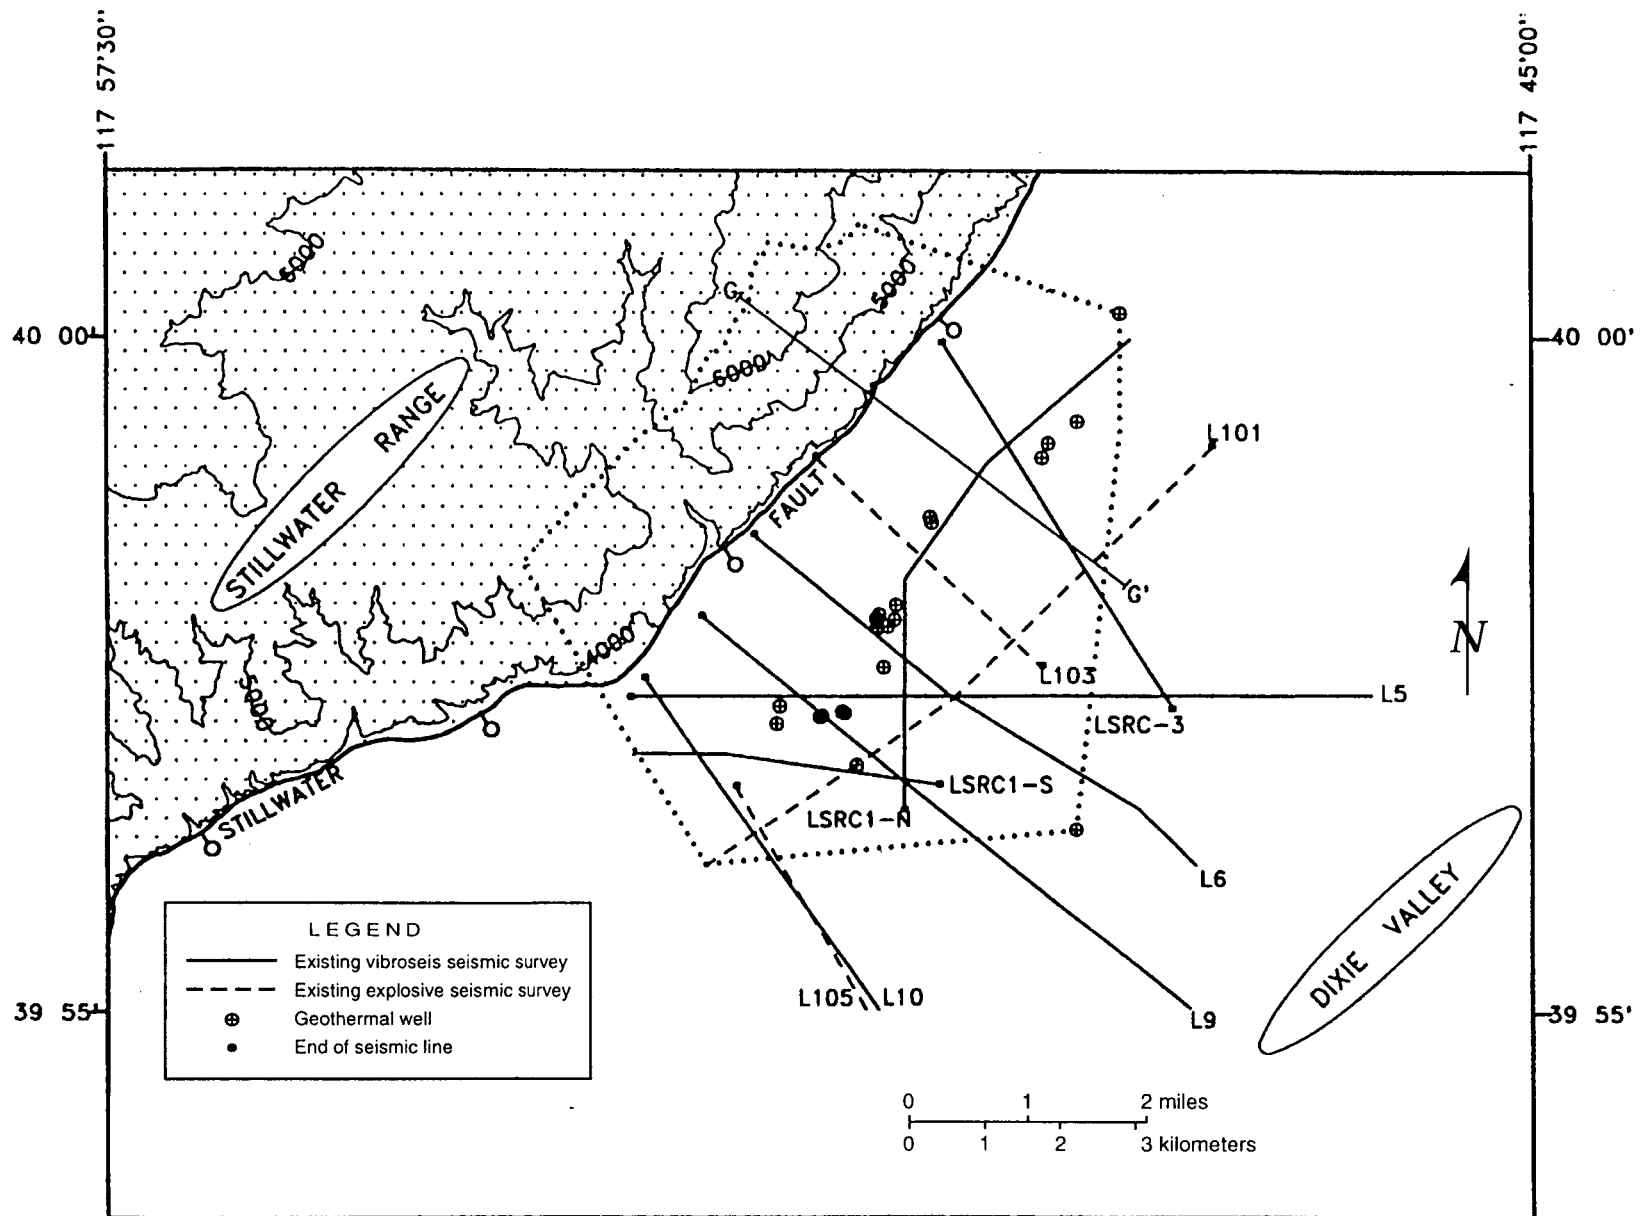 117 57'30"
117 45'00"
6000
5000
G
40 00'
40 00'
6000
STILLWATER RANGE
L101
FAULT
G'
4000
L103
L5
5000
LSRC-3
STILLWATER
LSRC1-S
LSRC1-N
L6
DIXIE VALLEY
LEGEND
Existing vibroseis seismic survey
Existing explosive seismic survey
Geothermal well
End of seismic line
L105
L10
L9
39 55'
39 55'
N
0 1 2 miles
0 1 2 3 kilometers